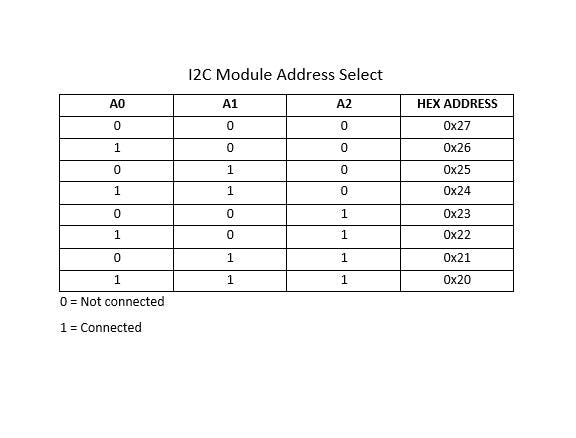 I2C Module Address Select
A0 A1 A2 HEX ADDRESS
0 0 0 0x27
1 0 0 0x26
0 1 0 0x25
1 1 0 0x24
0 0 1 0x23
1 0 1 0x22
0 1 1 0x21
1 1 1 0x20
0 = Not connected
1 = Connected